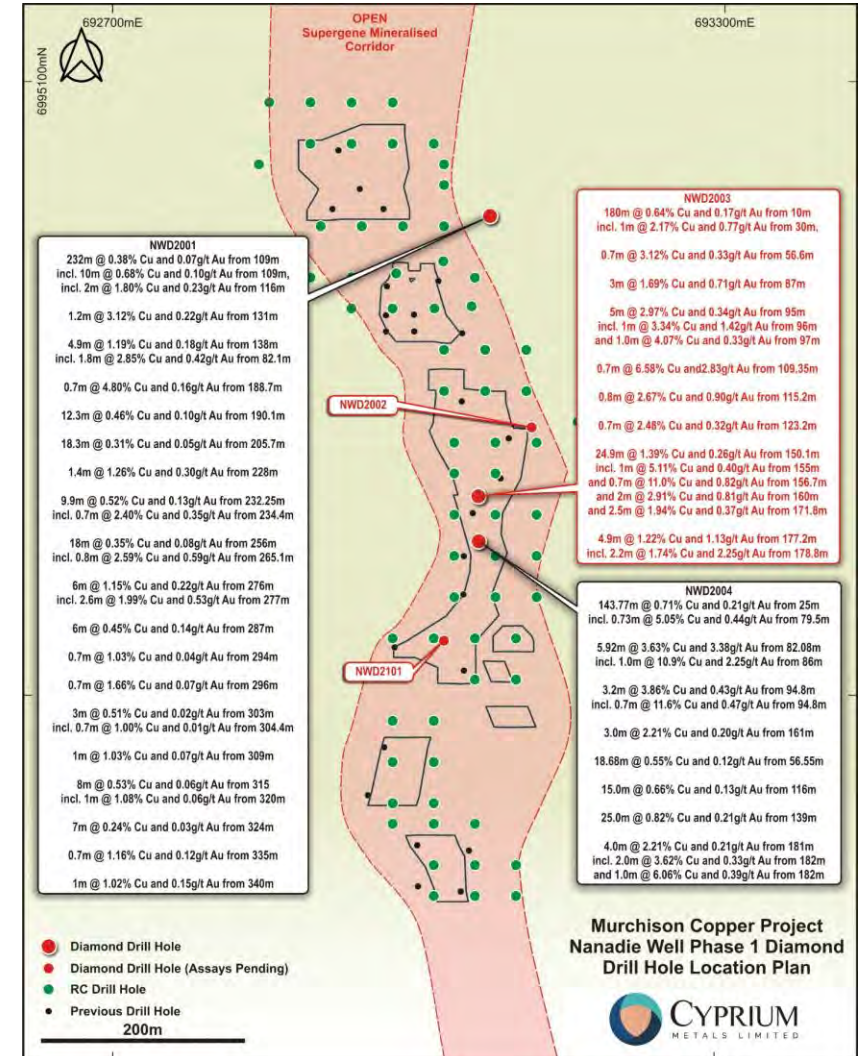 692700mE
693300mE
6995100mN
OPEN
Supergene Mineralised
Corridor
NWD2001
232m @ 0.38% Cu and 0.07g/t Au from 109m
incl. 10m @ 0.68% Cu and 0.10g/t Au from 109m,
incl. 2m @ 1.80% Cu and 0.23g/t Au from 116m
1.2m @ 3.12% Cu and 0.22g/t Au from 131m
4.9m @ 1.19% Cu and 0.18g/t Au from 138m
incl. 1.8m @ 2.85% Cu and 0.42g/t Au from 82.1m
0.7m @ 4.80% Cu and 0.16g/t Au from 188.7m
12.3m @ 0.46% Cu and 0.10g/t Au from 190.1m
18.3m @ 0.31% Cu and 0.05g/t Au from 205.7m
1.4m @ 1.26% Cu and 0.30g/t Au from 228m
9.9m @ 0.52% Cu and 0.13g/t Au from 232.25m
incl. 0.7m @ 2.40% Cu and 0.35g/t Au from 234.4m
18m @ 0.35% Cu and 0.08g/t Au from 256m
incl. 0.8m @ 2.59% Cu and 0.59g/t Au from 265.1m
6m @ 1.15% Cu and 0.22g/t Au from 276m
incl. 2.6m @ 1.99% Cu and 0.53g/t Au from 277m
6m @ 0.45% Cu and 0.14g/t Au from 287m
0.7m @ 1.03% Cu and 0.04g/t Au from 294m
0.7m @ 1.66% Cu and 0.07g/t Au from 296m
3m @ 0.51% Cu and 0.02g/t Au from 303m
incl. 0.7m @ 1.00% Cu and 0.01g/t Au from 304.4m
1m @ 1.03% Cu and 0.07g/t Au from 309m
8m @ 0.53% Cu and 0.06g/t Au from 315
incl. 1m @ 1.08% Cu and 0.06g/t Au from 320m
7m @ 0.24% Cu and 0.03g/t Au from 324m
0.7m @ 1.16% Cu and 0.12g/t Au from 335m
1m @ 1.02% Cu and 0.15g/t Au from 340m
NWD2002
NWD2101
NWD2003
180m @ 0.64% Cu and 0.17g/t Au from 10m
incl. 1m @ 2.17% Cu and 0.77g/t Au from 30m,
0.7m @ 3.12% Cu and 0.33g/t Au from 56.6m
3m @ 1.69% Cu and 0.71g/t Au from 87m
5m @ 2.97% Cu and 0.34g/t Au from 95m
incl. 1m @ 3.34% Cu and 1.42g/t Au from 96m
and 1.0m @ 4.07% Cu and 0.33g/t Au from 97m
0.7m @ 6.58% Cu and2.83g/t Au from 109.35m
0.8m @ 2.67% Cu and 0.90g/t Au from 115.2m
0.7m @ 2.48% Cu and 0.32g/t Au from 123.2m
24.9m @ 1.39% Cu and 0.26g/t Au from 150.1m
incl. 1m @ 5.11% Cu and 0.40g/t Au from 155m
and 0.7m @ 11.0% Cu and 0.82g/t Au from 156.7m
and 2m @ 2.91% Cu and 0.81g/t Au from 160m
and 2.5m @ 1.94% Cu and 0.37g/t Au from 171.8m
4.9m @ 1.22% Cu and 1.13g/t Au from 177.2m
incl. 2.2m @ 1.74% Cu and 2.25g/t Au from 178.8m
NWD2004
143.77m @ 0.71% Cu and 0.21g/t Au from 25m
incl. 0.73m @ 5.05% Cu and 0.44g/t Au from 79.5m
5.92m @ 3.63% Cu and 3.38g/t Au from 82.08m
incl. 1.0m @ 10.9% Cu and 2.25g/t Au from 86m
3.2m @ 3.86% Cu and 0.43g/t Au from 94.8m
incl. 0.7m @ 11.6% Cu and 0.47g/t Au from 94.8m
3.0m @ 2.21% Cu and 0.20g/t Au from 161m
18.68m @ 0.55% Cu and 0.12g/t Au from 56.55m
15.0m @ 0.66% Cu and 0.13g/t Au from 116m
25.0m @ 0.82% Cu and 0.21g/t Au from 139m
4.0m @ 2.21% Cu and 0.21g/t Au from 181m
incl. 2.0m @ 3.62% Cu and 0.33g/t Au from 182m
and 1.0m @ 6.06% Cu and 0.39g/t Au from 182m
Diamond Drill Hole
Diamond Drill Hole (Assays Pending)
RC Drill Hole
Previous Drill Hole
200m
Murchison Copper Project
Nanadie Well Phase 1 Diamond
Drill Hole Location Plan
CYPRIUM
METALS LIMITED